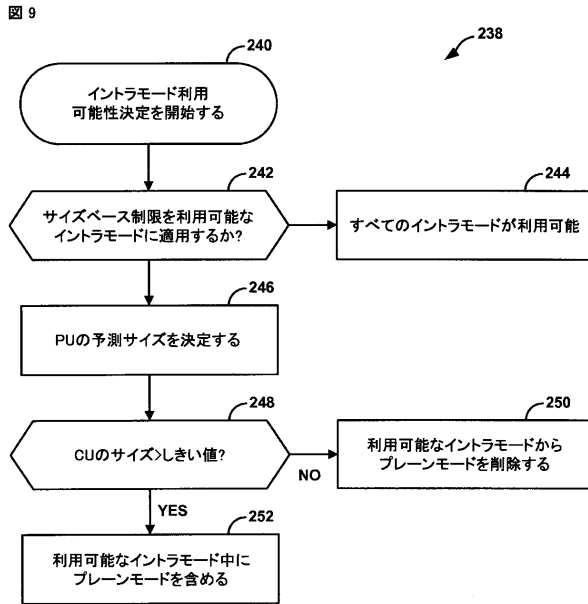 図 9
238
240
イントラモード利用
可能性決定を開始する
242
サイズベース制限を利用可能な
イントラモードに適用するか?
244
すべてのイントラモードが利用可能
246
PUの予測サイズを決定する
248
CUのサイズ>しきい値?
NO
250
利用可能なイントラモードから
プレーンモードを削除する
YES
252
利用可能なイントラモード中に
プレーンモードを含める